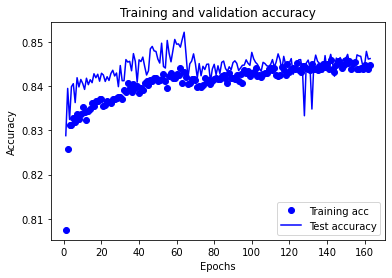 Training and validation accuracy
Accuracy
0.85
0.84
0.83
0.82
0.81
0 20 40 60 80 100 120 140 160
Epochs
Training acc
Test accuracy